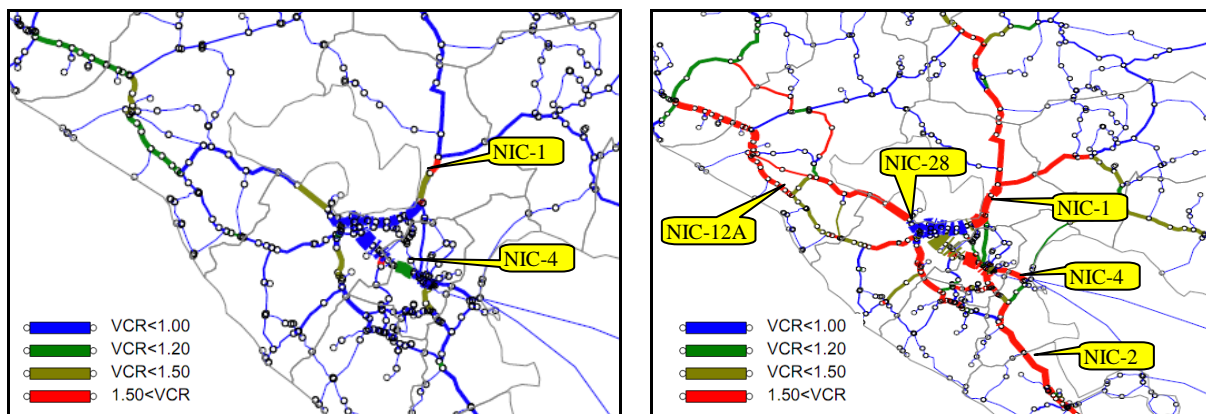 NIC-1
NIC-4
VCR<1.00
VCR<1.20
VCR<1.50
1.50<VCR
NIC-28
NIC-1
NIC-12A
NIC-4
NIC-2
VCR<1.00
VCR<1.20
VCR<1.50
1.50<VCR